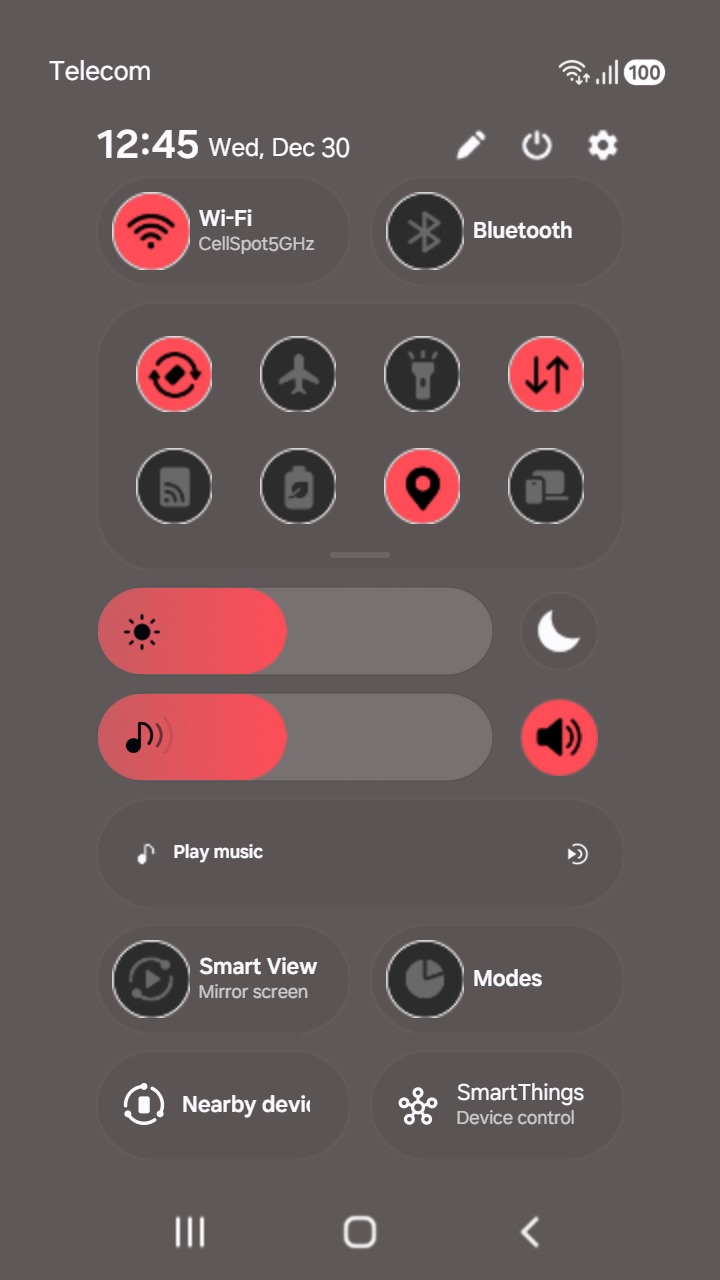 Telecom
100
12:45 Wed, Dec 30
Wi-Fi
CellSpot5GHz
Bluetooth
Play music
Smart View
Mirror screen
Modes
Nearby devi
SmartThings
Device control